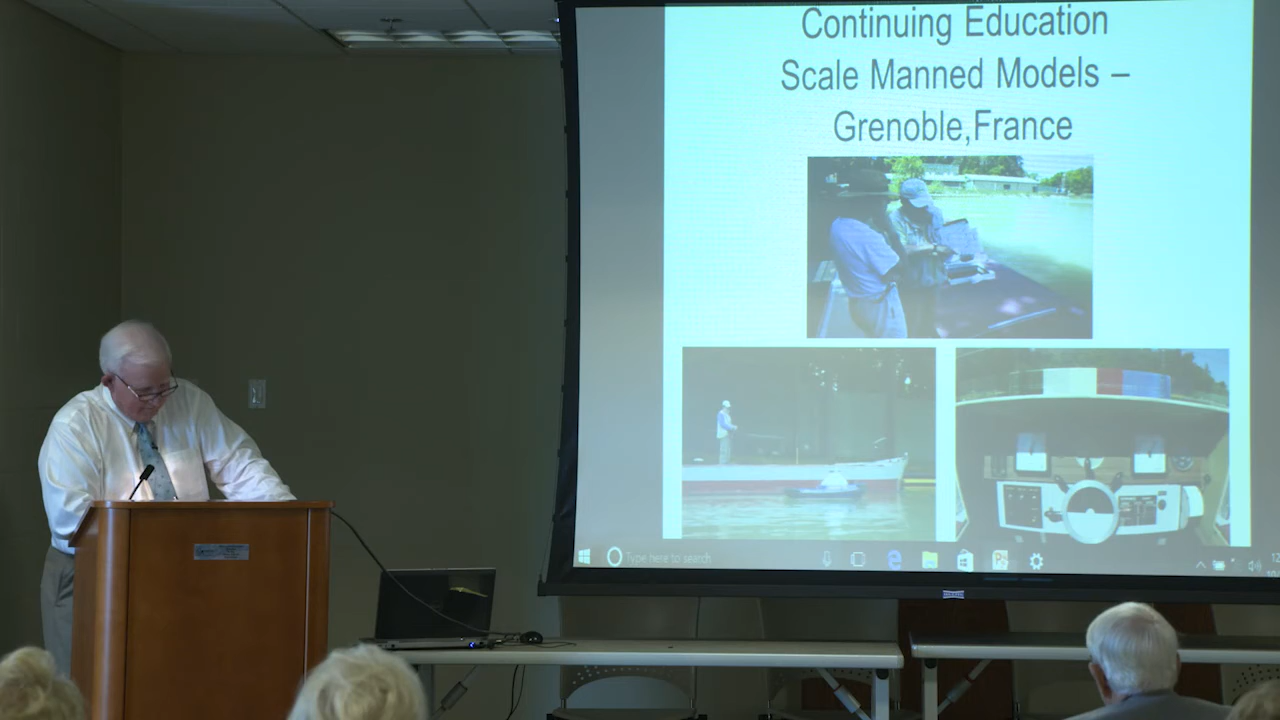 Continuing Education
Scale Manned Models –
Grenoble,France
Type here to search